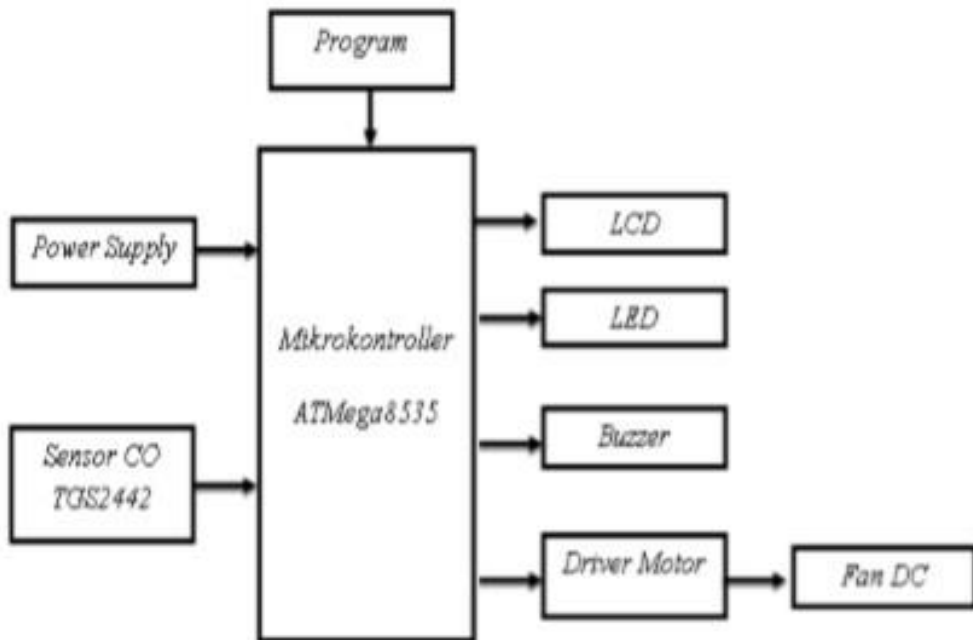 Program
Power Supply
LCD
LED
Mikrokontroller
ATMega8535
Buzzer
Sensor CO
TGS2442
Driver Motor
Fan DC